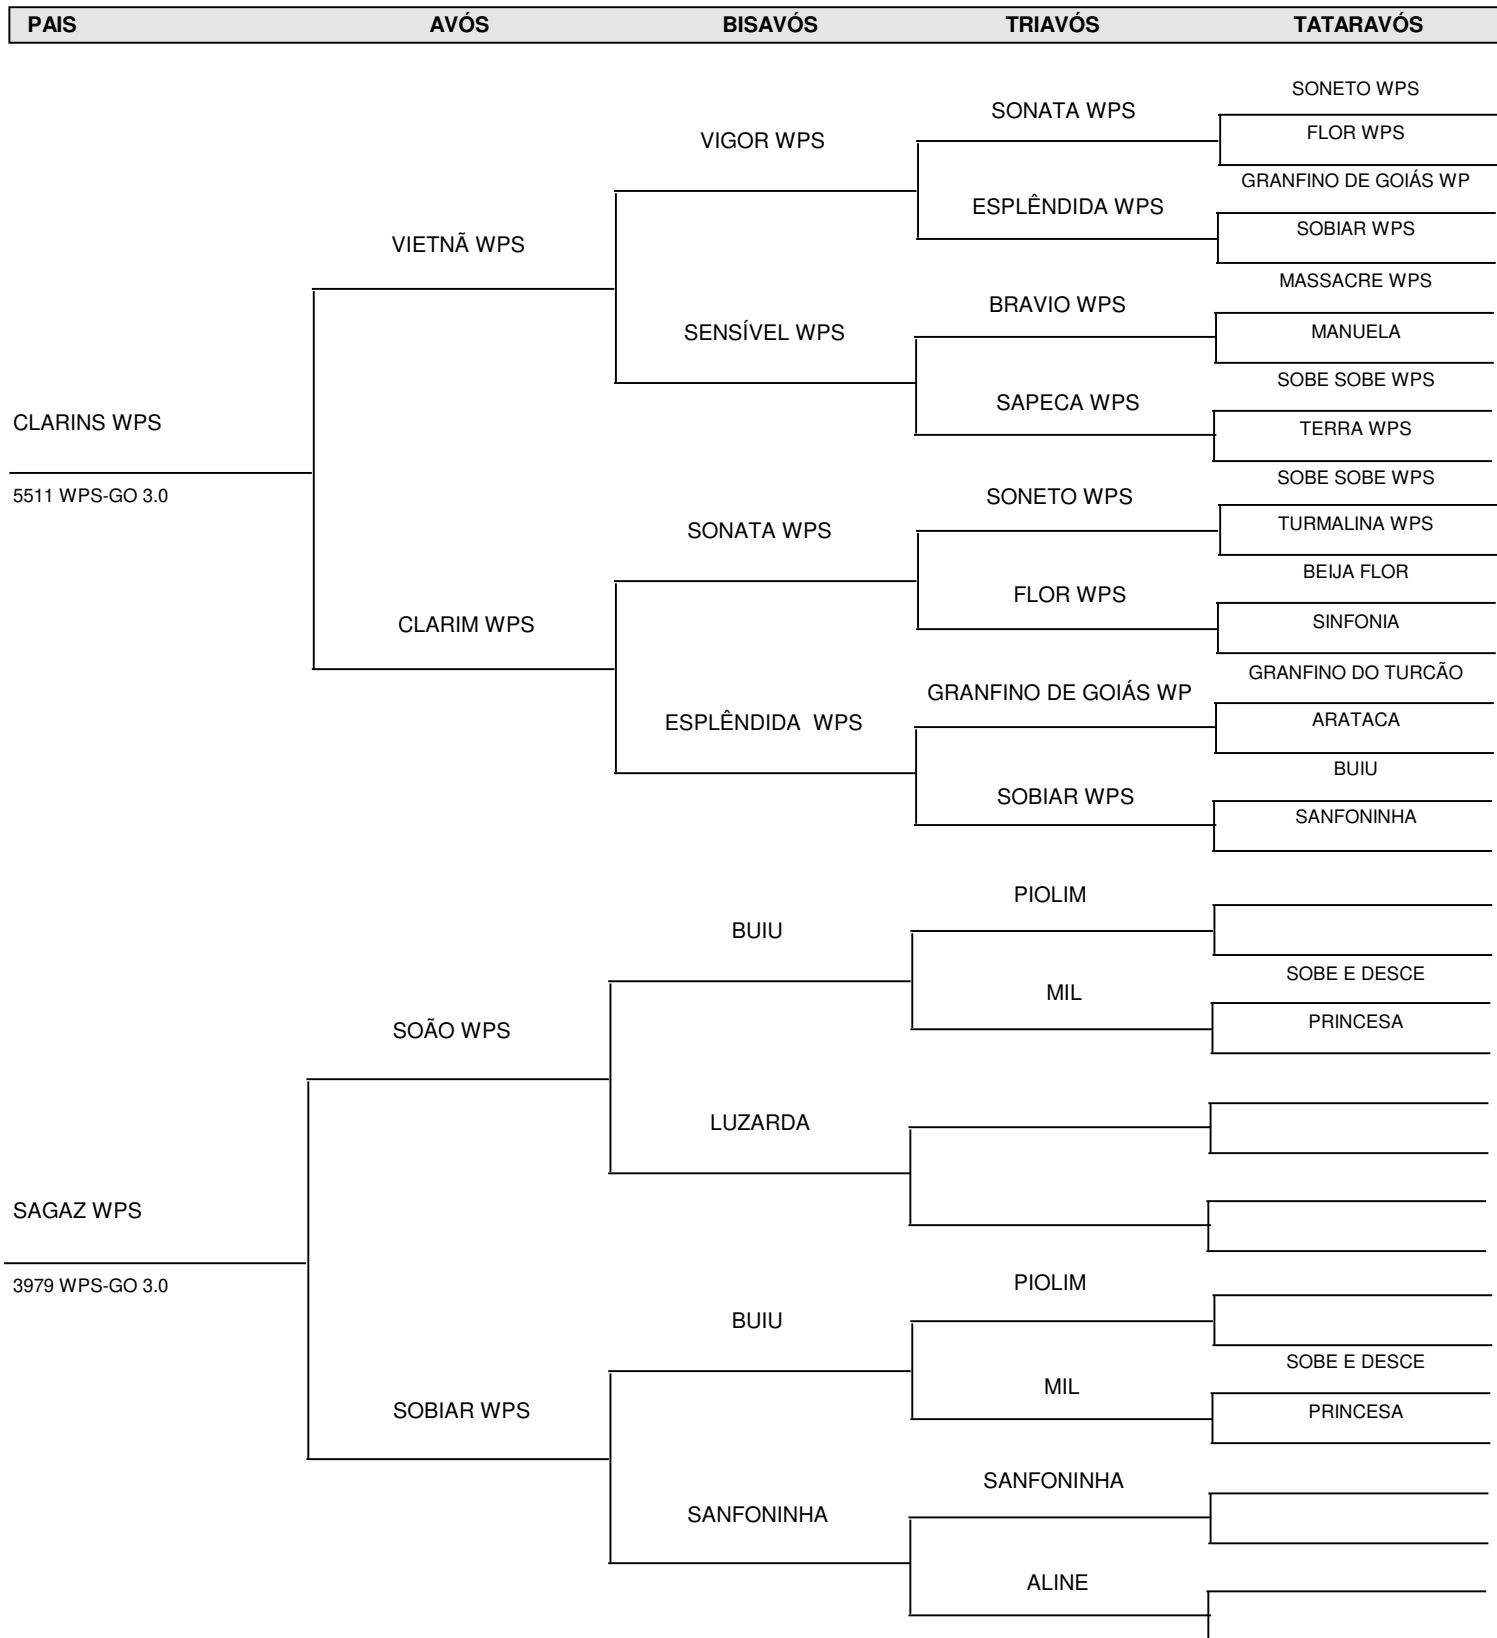 PAIS AVÓS BISAVÓS TRIAVÓS TATARAVÓS
SONETO WPS
SONATA WPS
FLOR WPS
VIGOR WPS
GRANFINO DE GOIÁS WP
ESPLÊNDIDA WPS
SOBIAR WPS
VIETNÃ WPS
MASSACRE WPS
BRAVIO WPS
MANUELA
SENSÍVEL WPS
SOBE SOBE WPS
SAPECA WPS
TERRA WPS
CLARINS WPS
5511 WPS-GO 3.0
SOBE SOBE WPS
SONETO WPS
TURMALINA WPS
SONATA WPS
BEIJA FLOR
FLOR WPS
SINFONIA
CLARIM WPS
GRANFINO DO TURCÃO
GRANFINO DE GOIÁS WP
ARATACA
ESPLÊNDIDA WPS
BUIU
SOBIAR WPS
SANFONINHA
PIOLIM
BUIU
SOBE E DESCE
MIL
PRINCESA
SOÃO WPS
LUZARDA
SAGAZ WPS
3979 WPS-GO 3.0
PIOLIM
BUIU
SOBE E DESCE
MIL
PRINCESA
SOBIAR WPS
SANFONINHA
SANFONINHA
ALINE